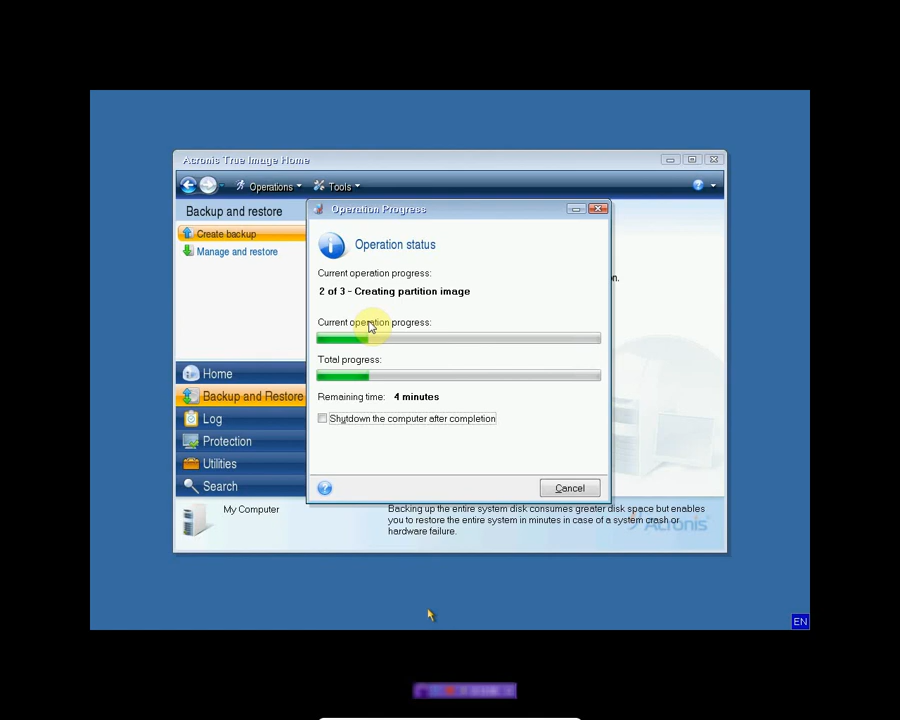 Acronis True Image Home
Operations Tools
Backup and restore
Create backup
Manage and restore
Home
Backup and Restore
Log
Protection
Utilities
Search
Operation Progress
Operation status
Current operation progress:
2 of 3 - Creating partition image
Current operation progress:
Total progress:
Remaining time: 4 minutes
Shutdown the computer after completion
Cancel
n.
My Computer
Backing up the entire system disk consumes greater disk space but enables
you to restore the entire system in minutes in case of a system crash or
hardware failure.
Acronis
EN